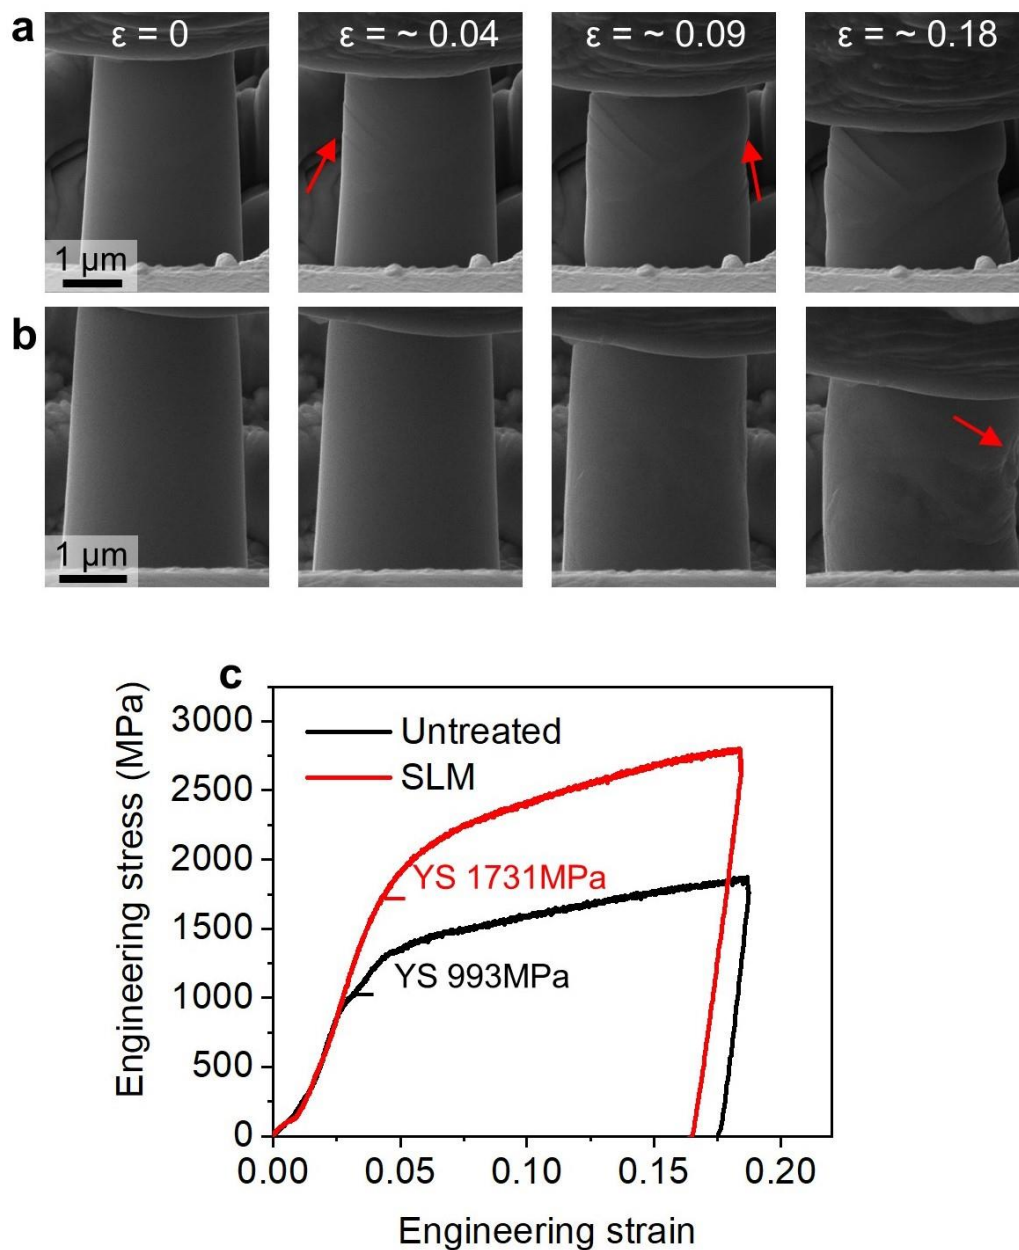 a
ε = 0
ε = ~ 0.04
ε = ~ 0.09
ε = ~ 0.18
1 µm
b
1 µm
c
Engineering stress (MPa)
3000
2500
2000
1500
1000
500
0
Untreated
SLM
YS 1731MPa
YS 993MPa
0.00
0.05
0.10
0.15
0.20
Engineering strain